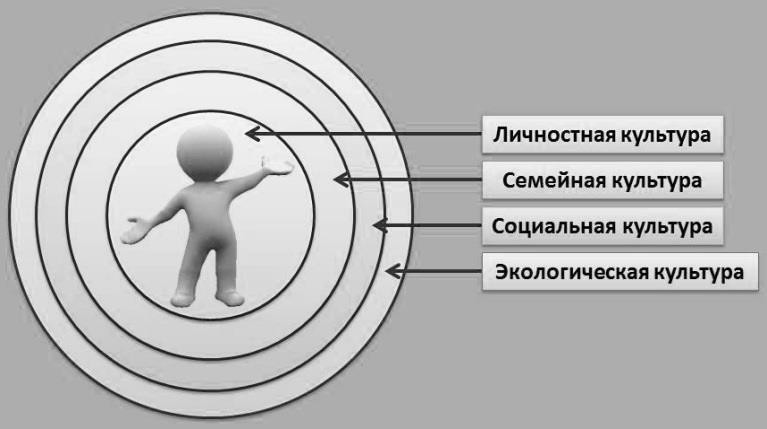 Личностная культура
Семейная культура
Социальная культура
Экологическая культура